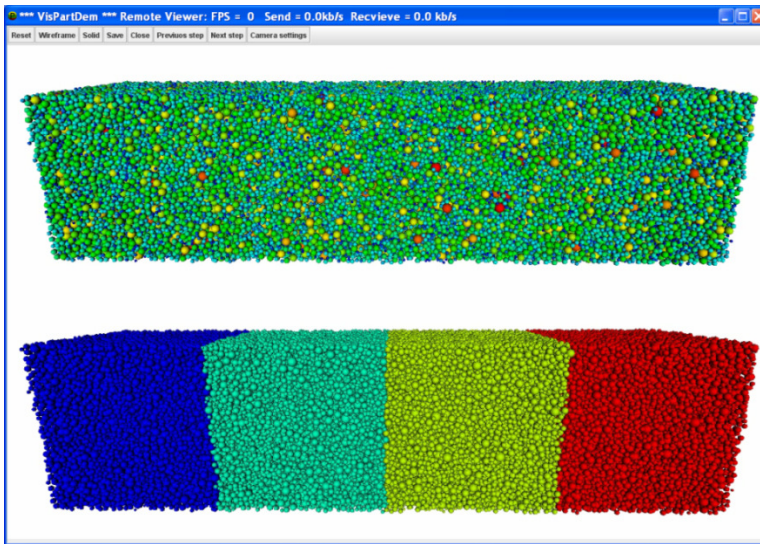 *** VisPartDem *** Remote Viewer: FPS = 0 Send = 0.0kb/s Recvieve = 0.0 kb/s
Reset Wireframe Solid Save Close Previues step Next step Camera settings